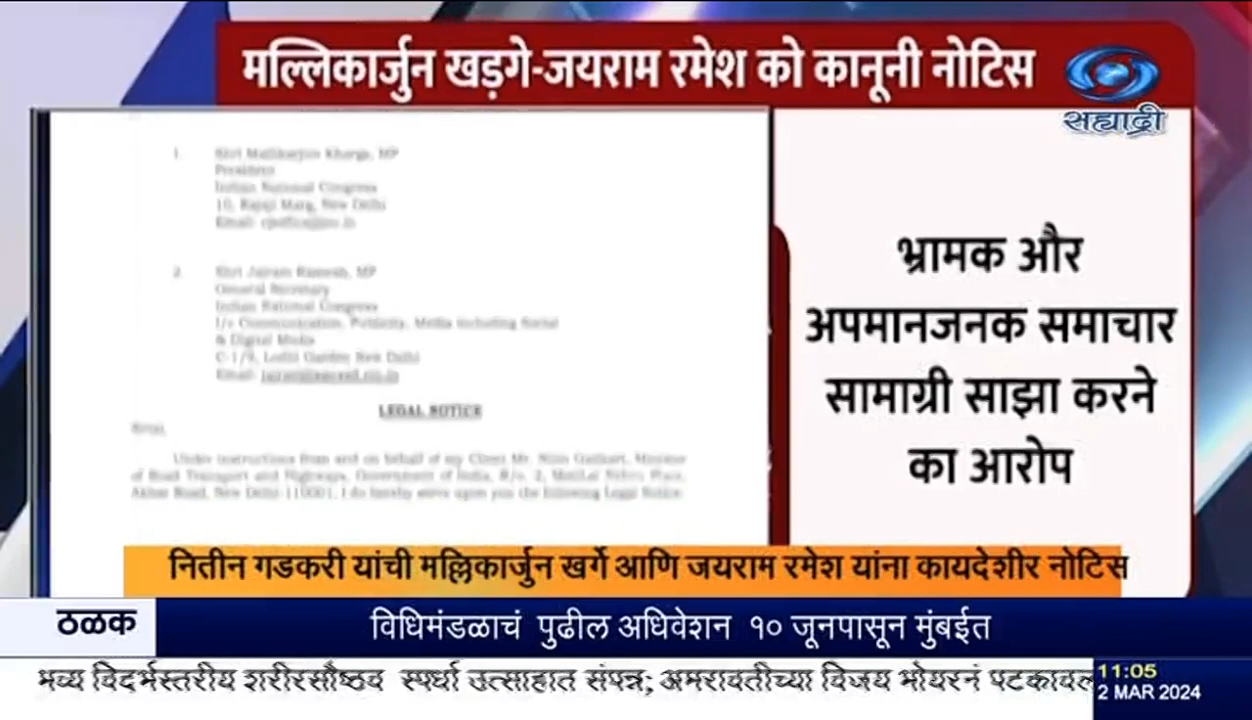 मल्लिकार्जुन खड़गे-जयराम रमेश को कानूनी नोटिस
सह्याद्री
1. Shri Mallikarjun Kharge, MP
President
Indian National Congress
10, Rajaji Marg, New Delhi
Email:
2. Shri Jairam Ramesh, MP
General Secretary
Indian National Congress
I/c Communication, Publicity, Media including Social
& Digital Media
C-1/9, Lodhi Garden, New Delhi
Email:
LEGAL NOTICE
Sirs,
Under instructions from and on behalf of my Client Mr. Nitin Gadkari, Minister
of Road Transport and Highways, Government of India, R/o. 2, Motilal Nehru Place,
Akbar Road, New Delhi-110001, I do hereby serve upon you the following Legal Notice
भ्रामक और
अपमानजनक समाचार
सामाग्री साझा करने
का आरोप
नितीन गडकरी यांची मल्लिकार्जुन खर्गे आणि जयराम रमेश यांना कायदेशीर नोटिस
ठळक
विधिमंडळाचं पुढील अधिवेशन १० जूनपासून मुंबईत
भव्य विदर्भस्तरीय शरीरसौष्ठव स्पर्धा उत्साहात संपन्न; अमरावतीच्या विजय भोयरनं पटकावल
11:05
2 MAR 2024